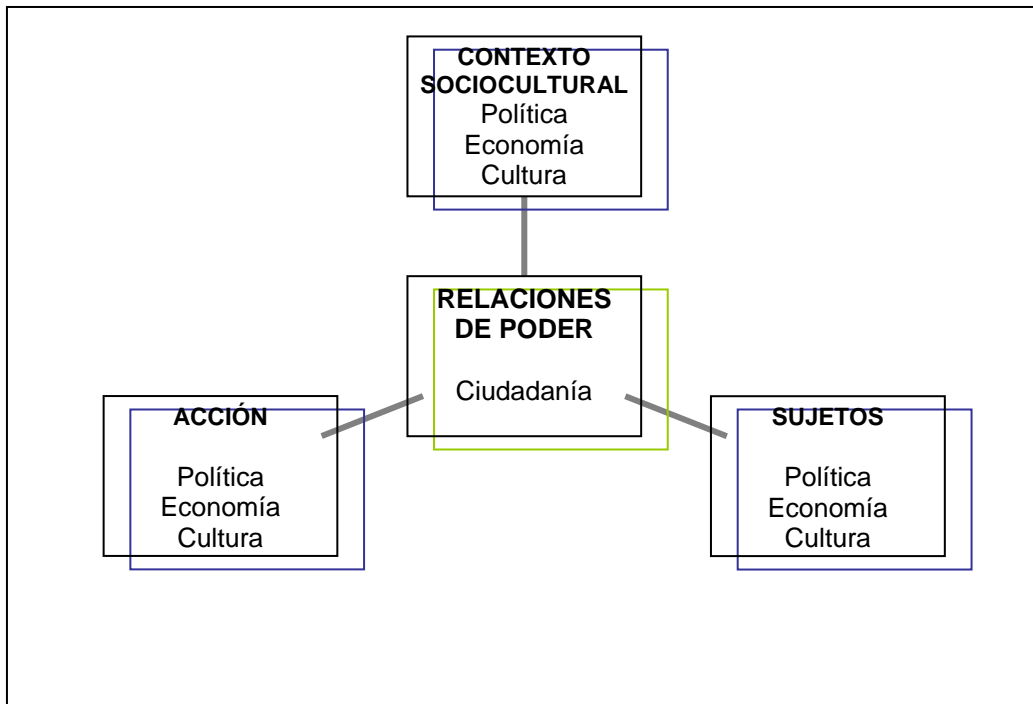 CONTEXTO
SOCIOCULTURAL
Política
Economía
Cultura
RELACIONES
DE PODER
Ciudadanía
ACCIÓN
Política
Economía
Cultura
SUJETOS
Política
Economía
Cultura